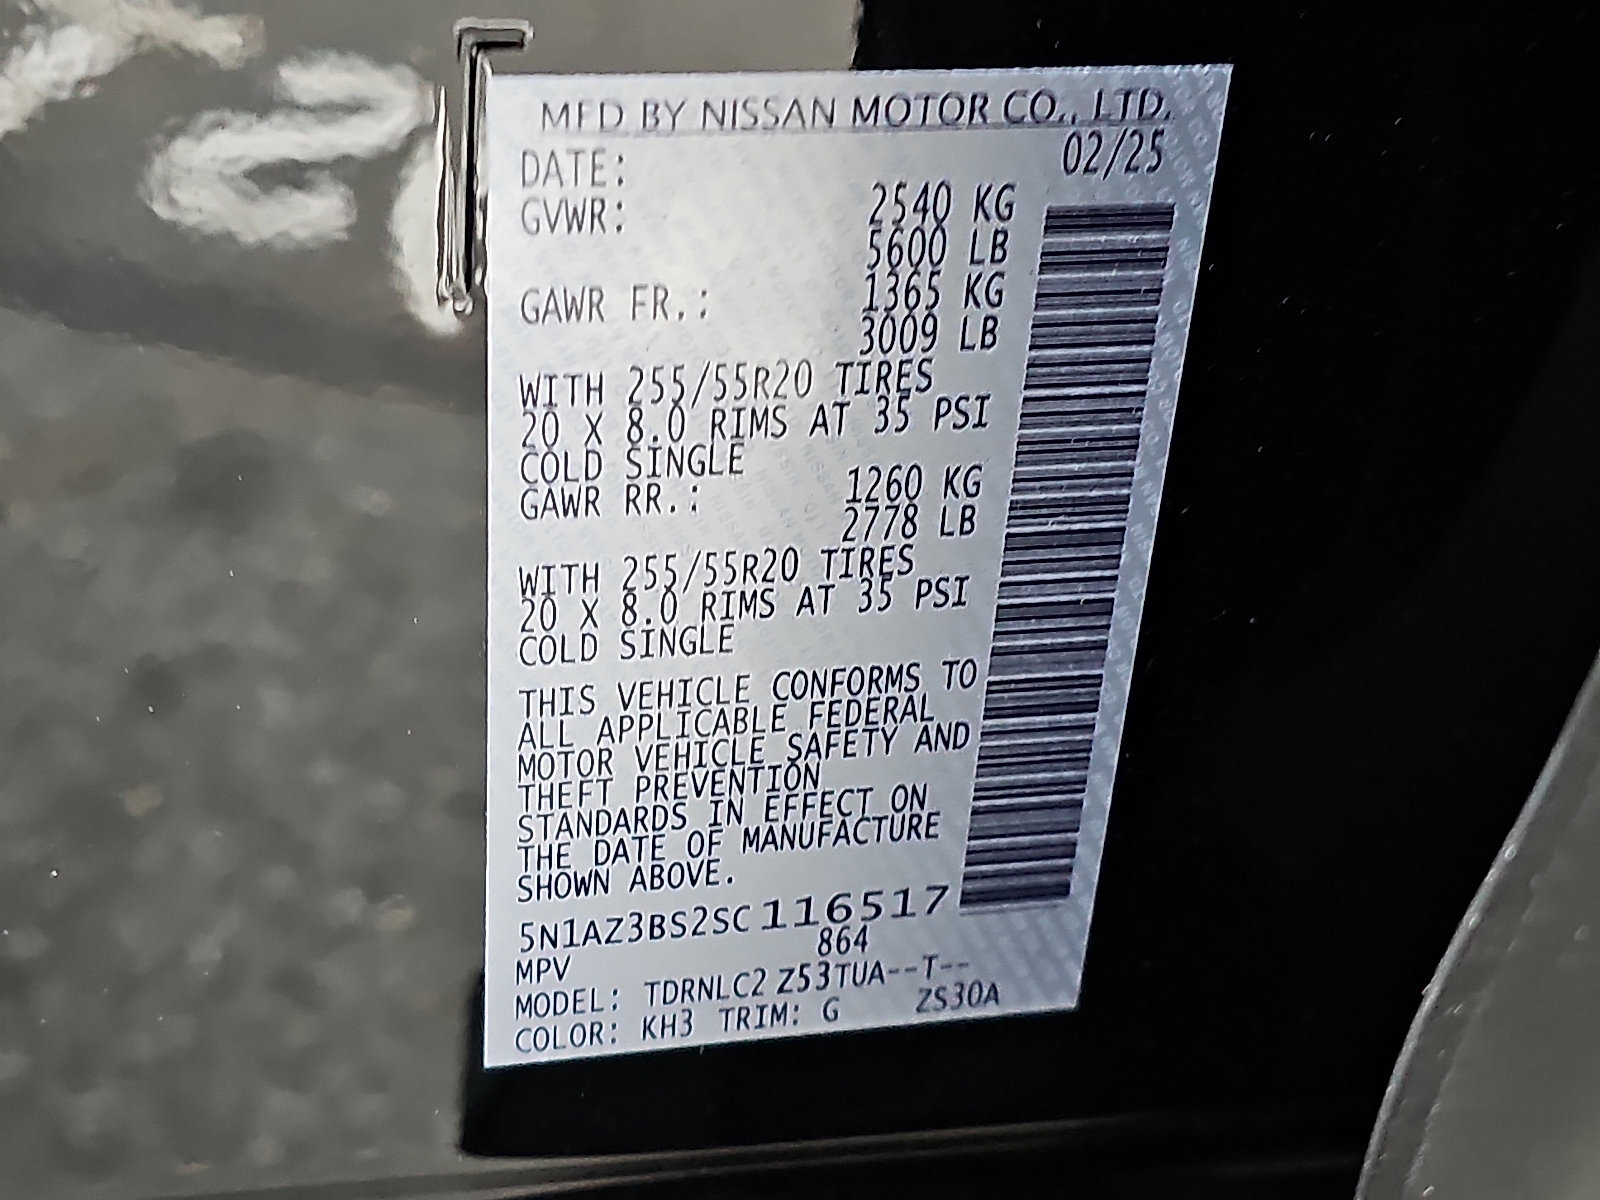 MFD BY NISSAN MOTOR CO., LTD.
DATE: 02/25
GVWR: 2540 KG
5600 LB
GAWR FR.: 1365 KG
3009 LB
WITH 255/55R20 TIRES
20 X 8.0 RIMS AT 35 PSI
COLD SINGLE
GAWR RR.: 1260 KG
2778 LB
WITH 255/55R20 TIRES
20 X 8.0 RIMS AT 35 PSI
COLD SINGLE
THIS VEHICLE CONFORMS TO
ALL APPLICABLE FEDERAL
MOTOR VEHICLE SAFETY AND
THEFT PREVENTION
STANDARDS IN EFFECT ON
THE DATE OF MANUFACTURE
SHOWN ABOVE.
5N1AZ3BS2SC116517
MPV 864
MODEL: TDRNLC2 Z53TUA--T--
COLOR: KH3 TRIM: G ZS30A